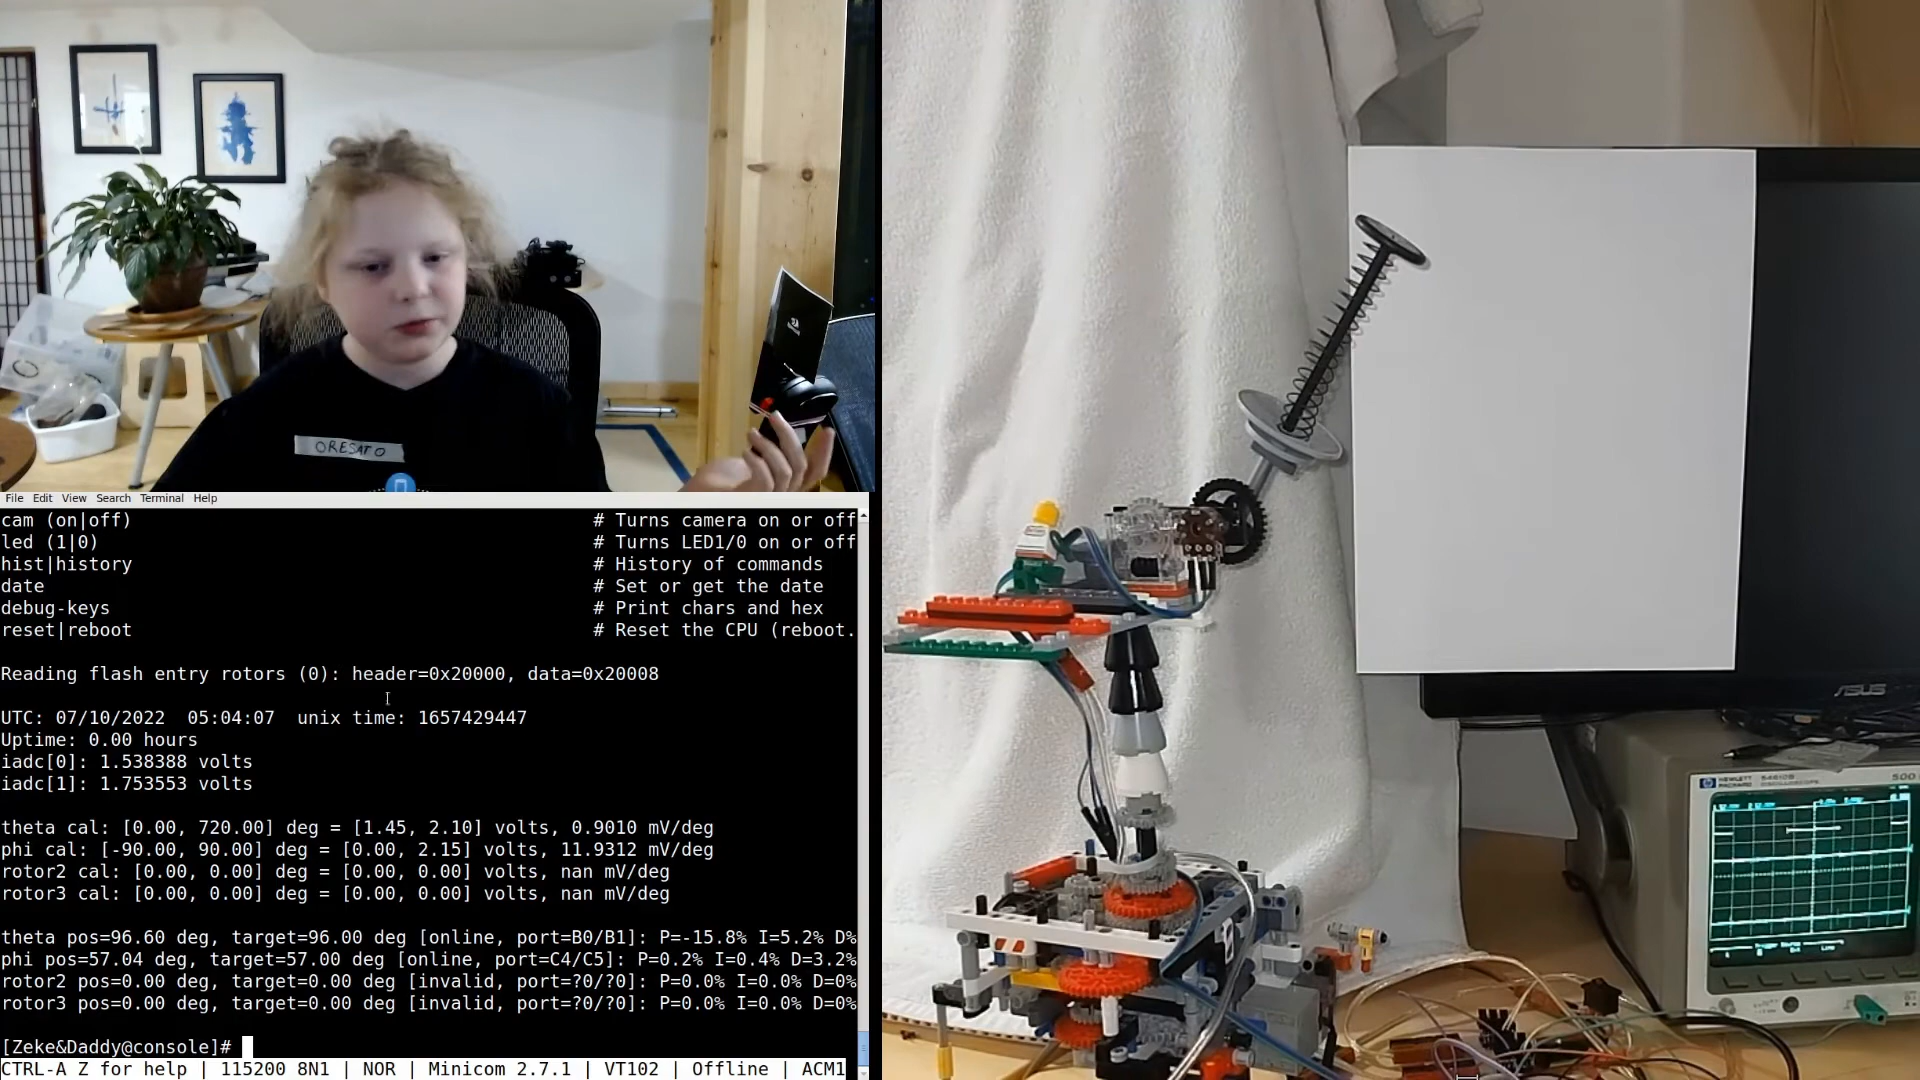 ORESAT
File Edit View Search Terminal Help
cam (on|off) # Turns camera on or off
led (1|0) # Turns LED1/0 on or off
hist|history # History of commands
date # Set or get the date
debug-keys # Print chars and hex
reset|reboot # Reset the CPU (reboot.
Reading flash entry rotors (0): header=0x20000, data=0x20008
UTC: 07/10/2022 05:04:07 unix time: 1657429447
Uptime: 0.00 hours
iadc[0]: 1.538388 volts
iadc[1]: 1.753553 volts
theta cal: [0.00, 720.00] deg = [1.45, 2.10] volts, 0.9010 mV/deg
phi cal: [-90.00, 90.00] deg = [0.00, 2.15] volts, 11.9312 mV/deg
rotor2 cal: [0.00, 0.00] deg = [0.00, 0.00] volts, nan mV/deg
rotor3 cal: [0.00, 0.00] deg = [0.00, 0.00] volts, nan mV/deg
theta pos=96.60 deg, target=96.00 deg [online, port=B0/B1]: P=-15.8% I=5.2% D%
phi pos=57.04 deg, target=57.00 deg [online, port=C4/C5]: P=0.2% I=0.4% D=3.2%
rotor2 pos=0.00 deg, target=0.00 deg [invalid, port=?0/?0]: P=0.0% I=0.0% D=0%
rotor3 pos=0.00 deg, target=0.00 deg [invalid, port=?0/?0]: P=0.0% I=0.0% D=0%
[Zeke&Daddy@console]#
CTRL-A Z for help | 115200 8N1 | NOR | Minicom 2.7.1 | VT102 | Offline | ACM1
ASUS
HEWLETT
PACKARD
500